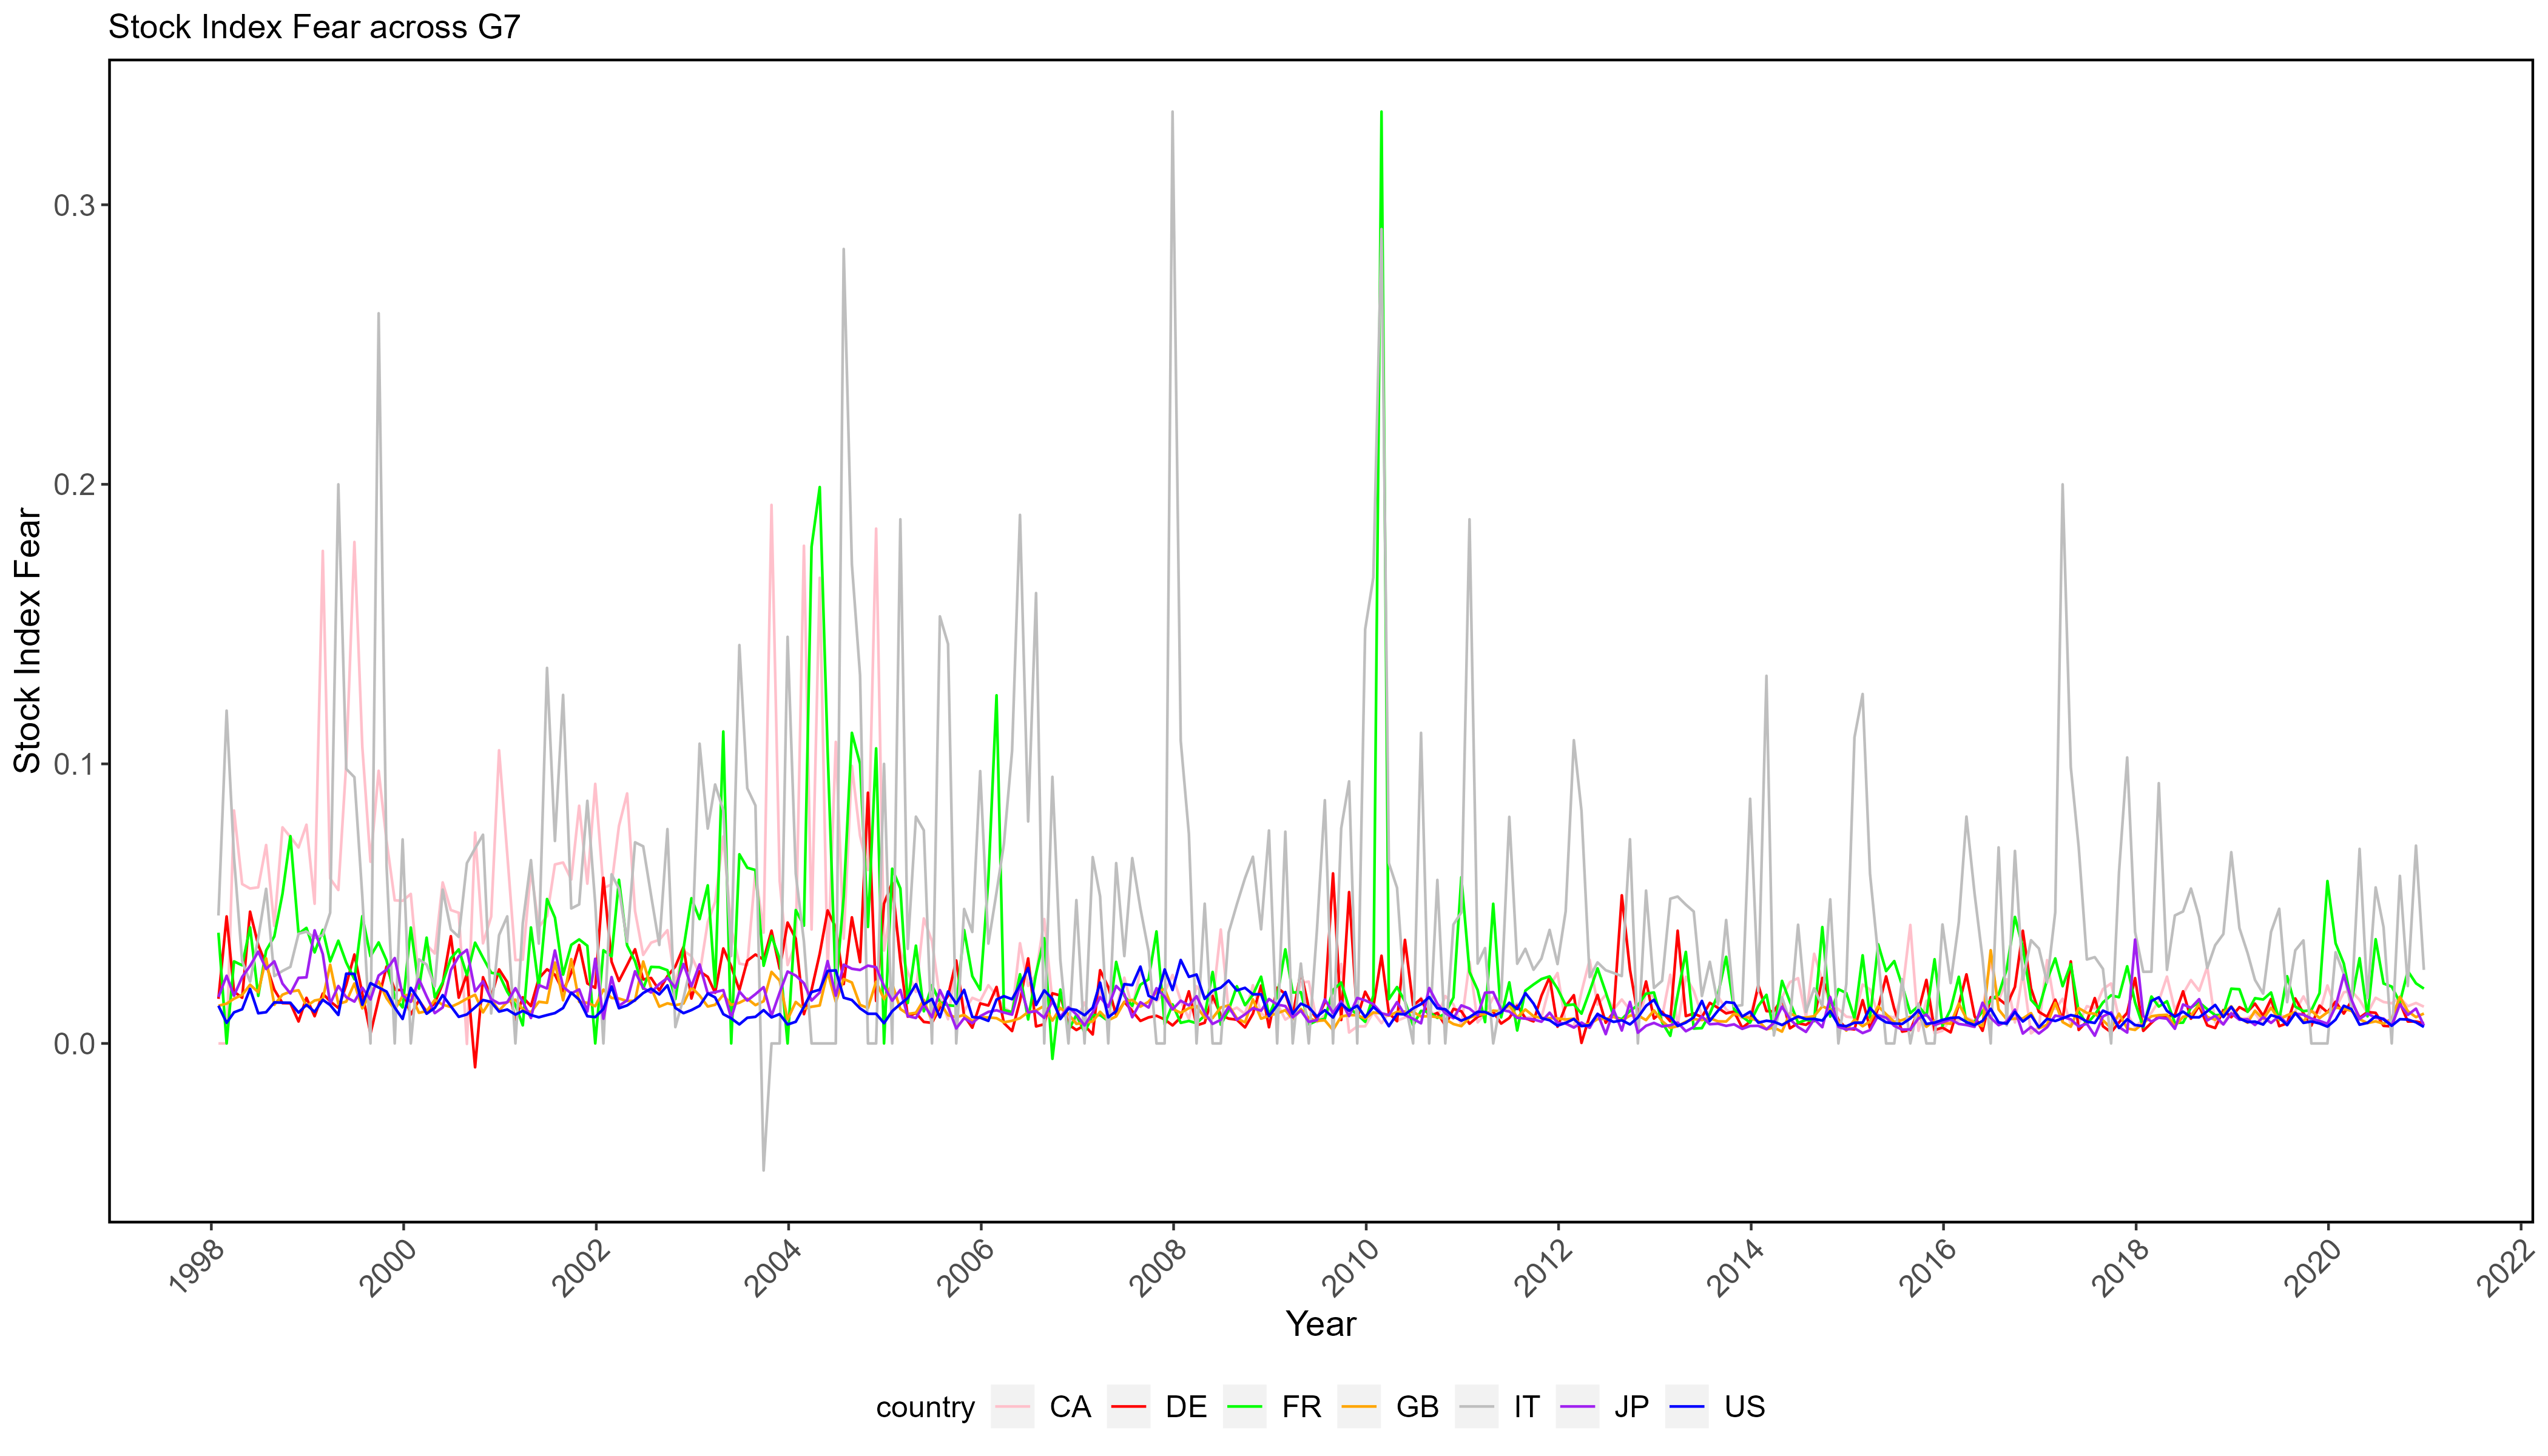 Stock Index Fear across G7
Stock Index Fear
0.3
0.2
0.1
0.0
1998 2000 2002 2004 2006 2008 2010 2012 2014 2016 2018 2020 2022
Year
country CA DE FR GB IT JP US